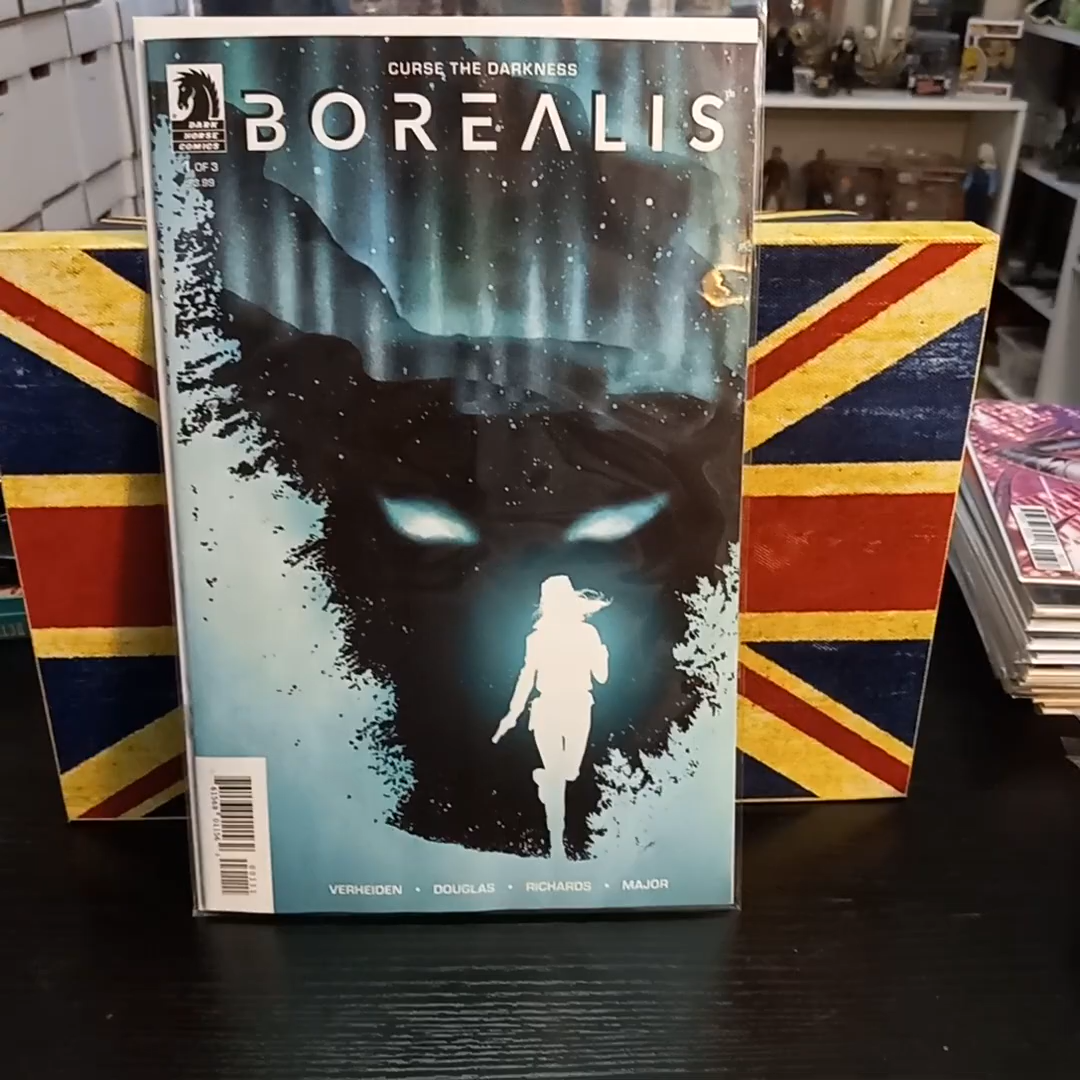 CURSE THE DARKNESS
BOREALIS
DARK
HORSE
COMICS
1 OF 3
VERHEIDEN • DOUGLAS • RICHARDS • MAJOR